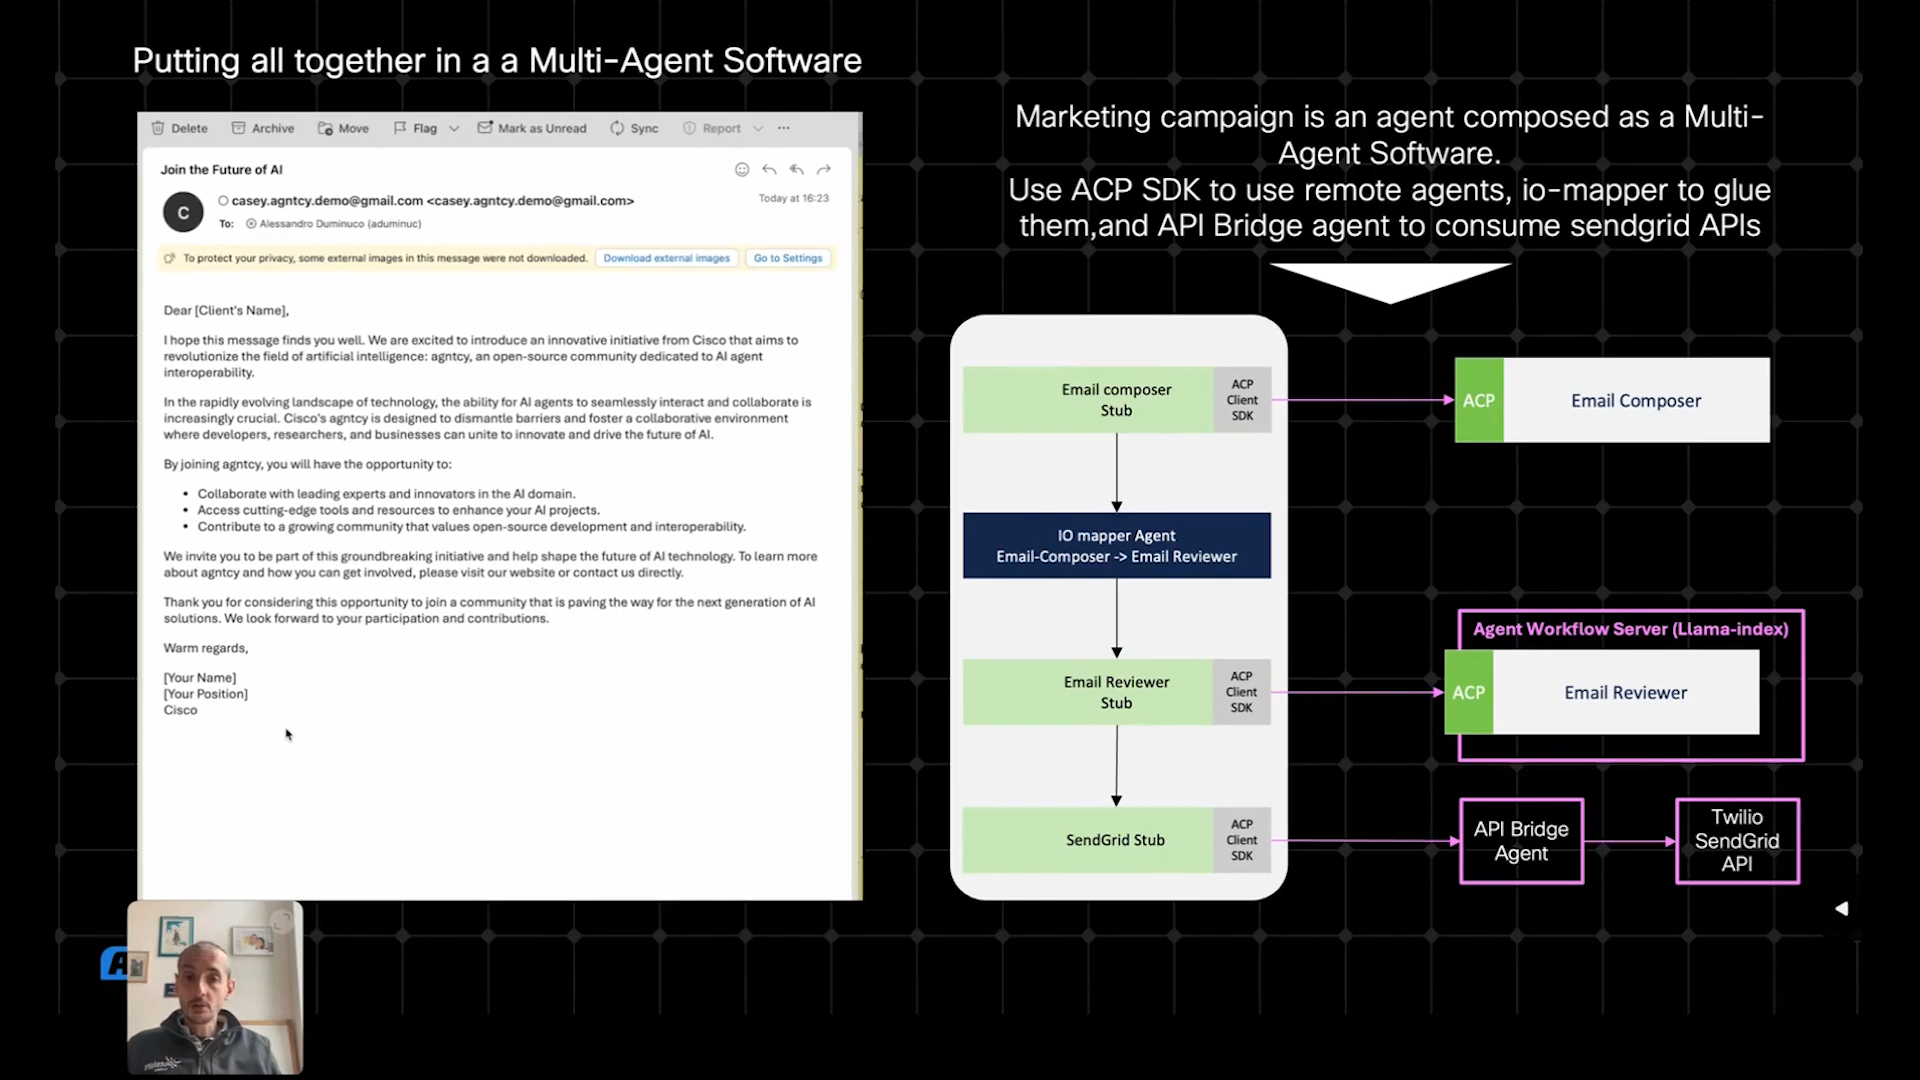 Putting all together in a a Multi-Agent Software
Delete Archive Move Flag Mark as Unread Sync Report ...
Join the Future of AI
C
casey.agntcy.demo@gmail.com <casey.agntcy.demo@gmail.com>
Today at 16:23
To: Alessandro Duminuco (aduminuc)
To protect your privacy, some external images in this message were not downloaded. Download external images Go to Settings
Dear [Client's Name],
I hope this message finds you well. We are excited to introduce an innovative initiative from Cisco that aims to
revolutionize the field of artificial intelligence: agntcy, an open-source community dedicated to AI agent
interoperability.
In the rapidly evolving landscape of technology, the ability for AI agents to seamlessly interact and collaborate is
increasingly crucial. Cisco's agntcy is designed to dismantle barriers and foster a collaborative environment
where developers, researchers, and businesses can unite to innovate and drive the future of AI.
By joining agntcy, you will have the opportunity to:
• Collaborate with leading experts and innovators in the AI domain.
• Access cutting-edge tools and resources to enhance your AI projects.
• Contribute to a growing community that values open-source development and interoperability.
We invite you to be part of this groundbreaking initiative and help shape the future of AI technology. To learn more
about agntcy and how you can get involved, please visit our website or contact us directly.
Thank you for considering this opportunity to join a community that is paving the way for the next generation of AI
solutions. We look forward to your participation and contributions.
Warm regards,
[Your Name]
[Your Position]
Cisco
Marketing campaign is an agent composed as a Multi-
Agent Software.
Use ACP SDK to use remote agents, io-mapper to glue
them,and API Bridge agent to consume sendgrid APIs
Email composer
Stub
ACP
Client
SDK
ACP
Email Composer
IO mapper Agent
Email-Composer -> Email Reviewer
Agent Workflow Server (Llama-index)
Email Reviewer
Stub
ACP
Client
SDK
ACP
Email Reviewer
SendGrid Stub
ACP
Client
SDK
API Bridge
Agent
Twilio
SendGrid
API